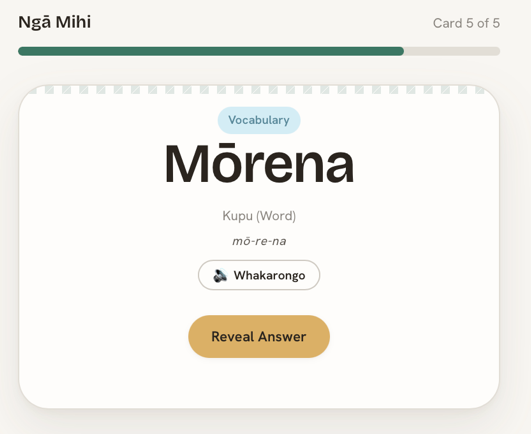 Ngā Mihi
Card 5 of 5
Vocabulary
Mōrena
Kupu (Word)
mō-re-na
Whakarongo
Reveal Answer